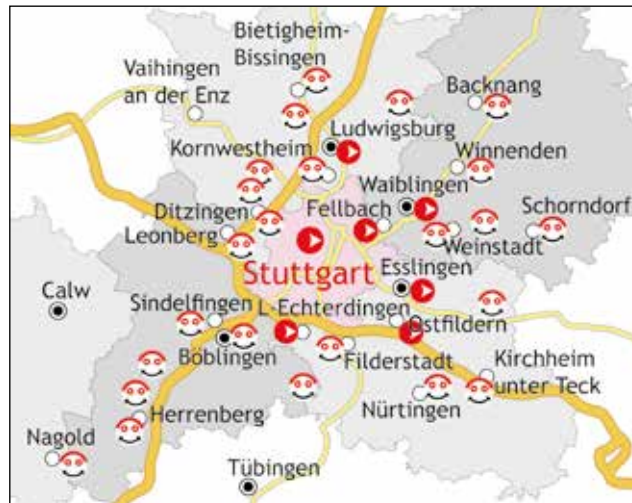 Bietigheim-
Bissingen
Vaihingen
an der Enz
Backnang
Ludwigsburg
Kornwestheim
Winnenden
Waiblingen
Ditzingen
Fellbach
Schorndorf
Leonberg
Weinstadt
Stuttgart
Esslingen
Calw
Sindelfingen
L-Echterdingen
Ostfildern
Böblingen
Filderstadt
Kirchheim
unter Teck
Herrenberg
Nürtingen
Nagold
Tübingen